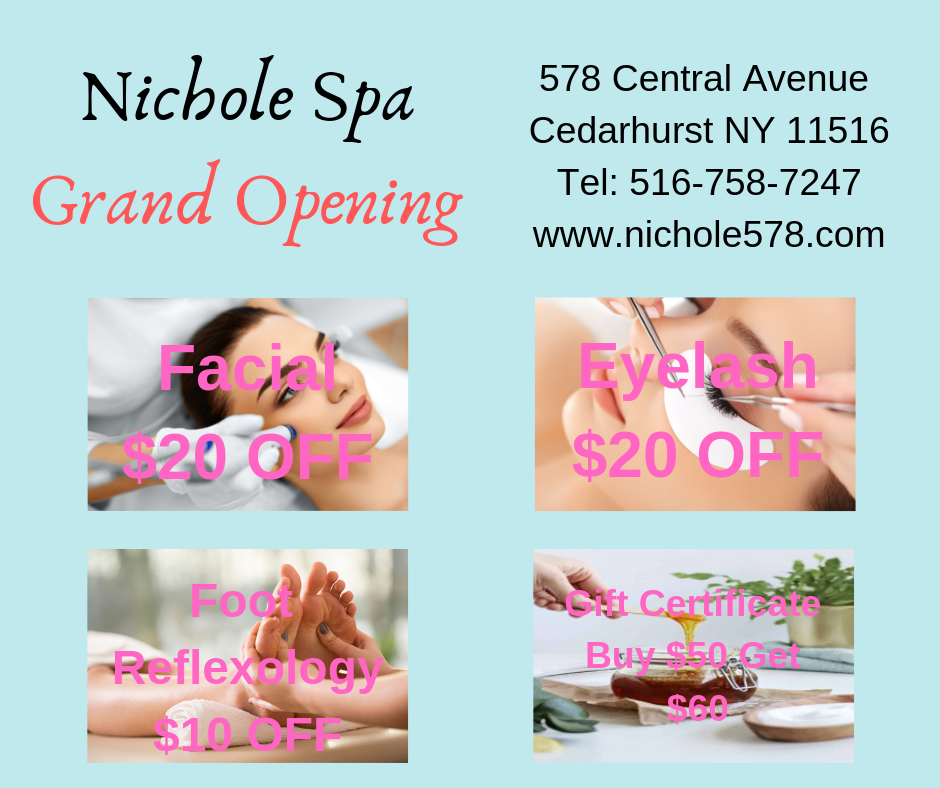 Nichole Spa
Grand Opening
578 Central Avenue
Cedarhurst NY 11516
Tel: 516-758-7247
www.nichole578.com
Facial
$20 OFF
Eyelash
$20 OFF
Foot
Reflexology
$10 OFF
Gift Certificate
Buy $50 Get
$60